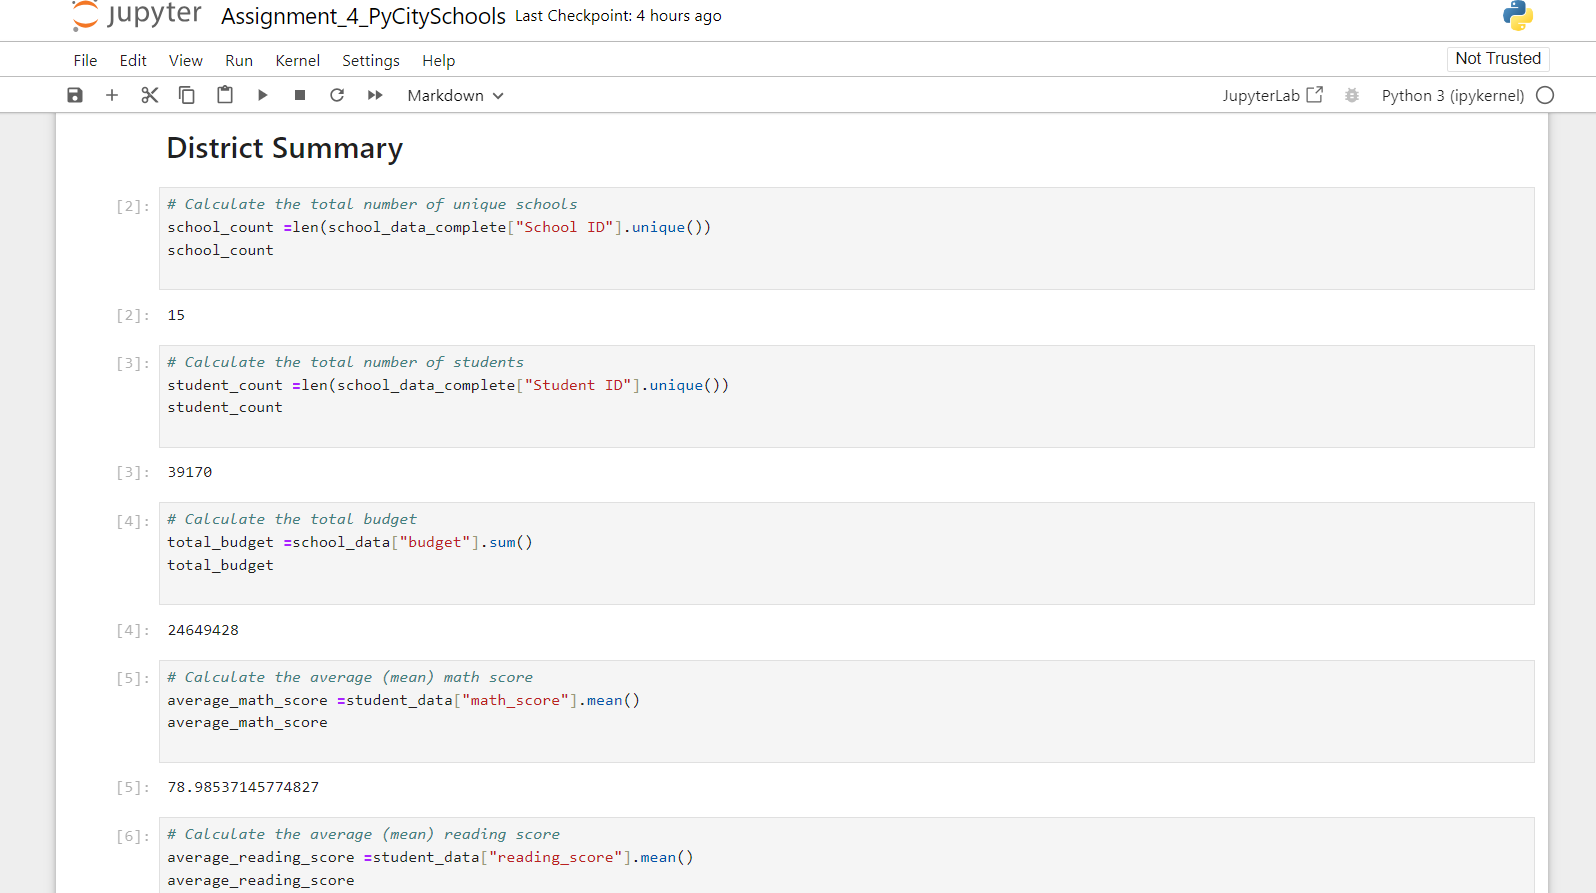 jupyter Assignment_4_PyCitySchools Last Checkpoint: 4 hours ago
File Edit View Run Kernel Settings Help Not Trusted
Markdown JupyterLab Python 3 (ipykernel)
District Summary
[2]: # Calculate the total number of unique schools
school_count =len(school_data_complete["School ID"].unique())
school_count
[2]: 15
[3]: # Calculate the total number of students
student_count =len(school_data_complete["Student ID"].unique())
student_count
[3]: 39170
[4]: # Calculate the total budget
total_budget =school_data["budget"].sum()
total_budget
[4]: 24649428
[5]: # Calculate the average (mean) math score
average_math_score =student_data["math_score"].mean()
average_math_score
[5]: 78.98537145774827
[6]: # Calculate the average (mean) reading score
average_reading_score =student_data["reading_score"].mean()
average_reading_score